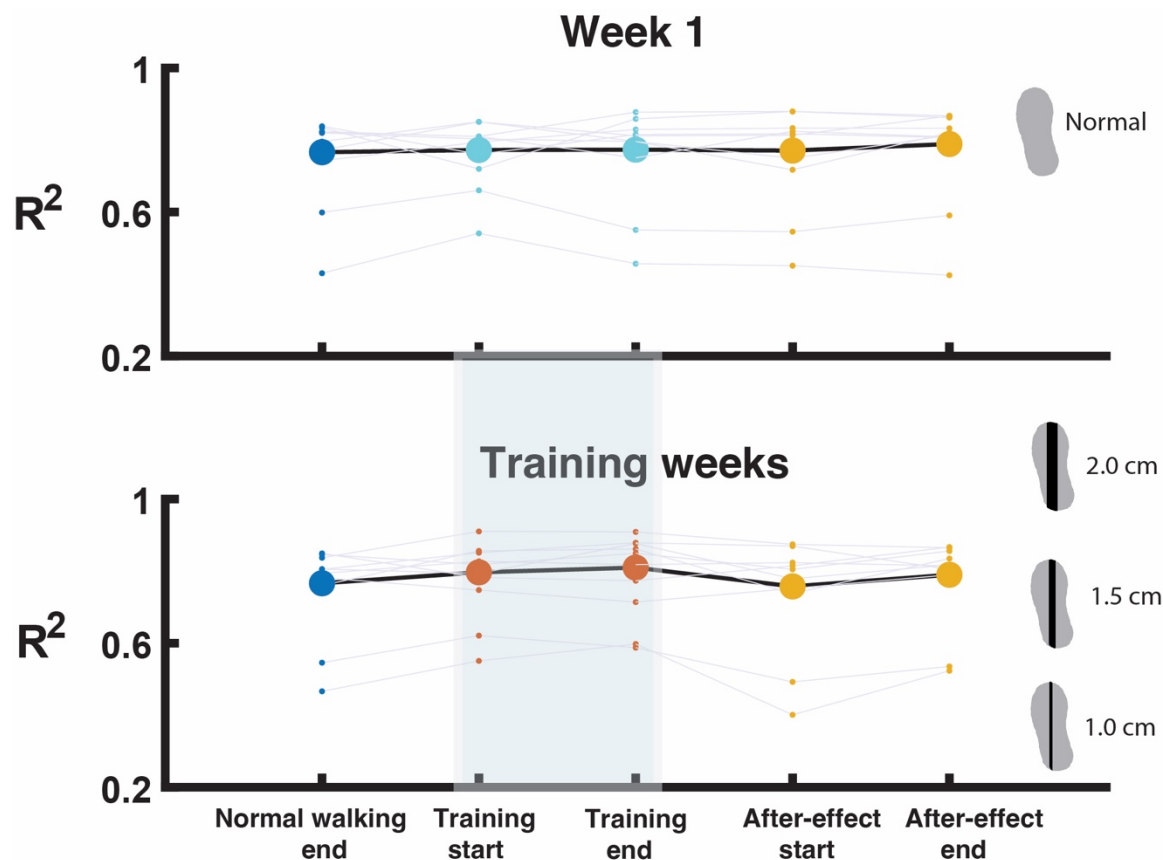 Week 1
1
Normal
R²
0.6
0.2
Training weeks
2.0 cm
1
1.5 cm
R²
0.6
1.0 cm
0.2
Normal walking end
Training start
Training end
After-effect start
After-effect end